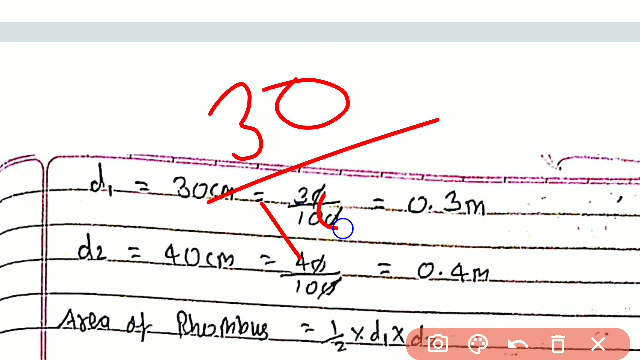 30
d1 = 30cm = 30/100 = 0.3m
d2 = 40cm = 40/100 = 0.4m
Area of Rhombus = 1/2 x d1 x d